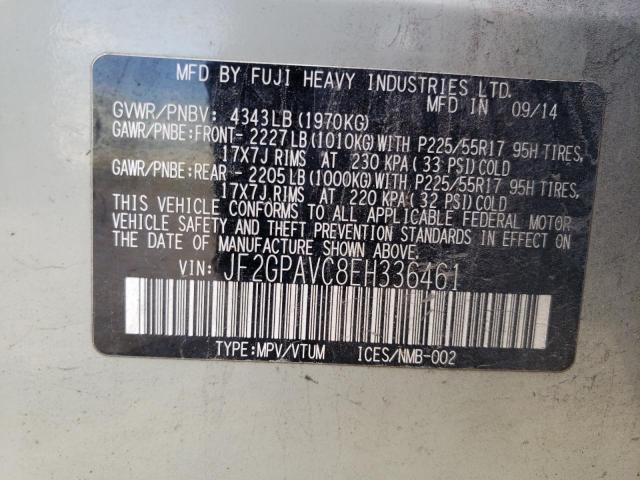 MFD BY FUJI HEAVY INDUSTRIES LTD.
MFD IN 09/14
GVWR/PNBV: 4343LB (1970KG)
GAWR/PNBE:FRONT- 2227LB(1010KG)WITH P225/55R17 95H TIRES,
17X7J RIMS AT 230 KPA(33 PSI)COLD
GAWR/PNBE:REAR - 2205LB(1000KG)WITH P225/55R17 95H TIRES,
17X7J RIMS AT 220 KPA(32 PSI)COLD
THIS VEHICLE CONFORMS TO ALL APPLICABLE FEDERAL MOTOR
VEHICLE SAFETY AND THEFT PREVENTION STANDARDS IN EFFECT
ON THE DATE OF MANUFACTURE SHOWN ABOVE.
VIN: JF2GPAVC8EH336461
TYPE:MPV/VTUM ICES/NMB-002